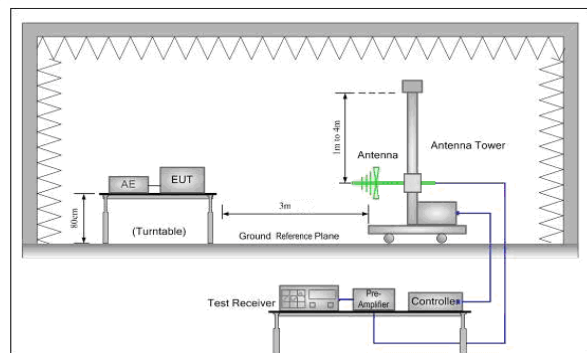 1m to 4m
Antenna
Antenna Tower
AE
EUT
80cm
(Turntable)
3m
Ground Reference Plane
Test Receiver
Pre-
Amplifier
Controller